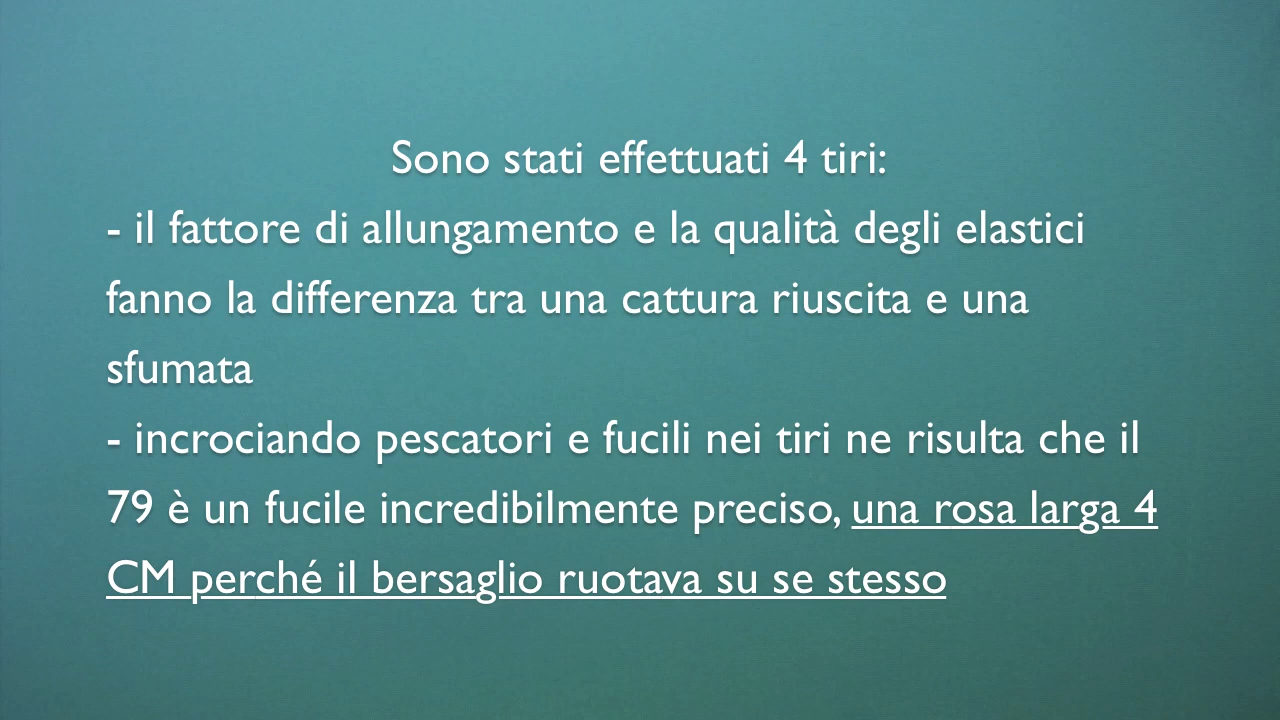 Sono stati effettuati 4 tiri:
- il fattore di allungamento e la qualità degli elastici
fanno la differenza tra una cattura riuscita e una
sfumata
- incrociando pescatori e fucili nei tiri ne risulta che il
79 è un fucile incredibilmente preciso, una rosa larga 4
CM perché il bersaglio ruotava su se stesso